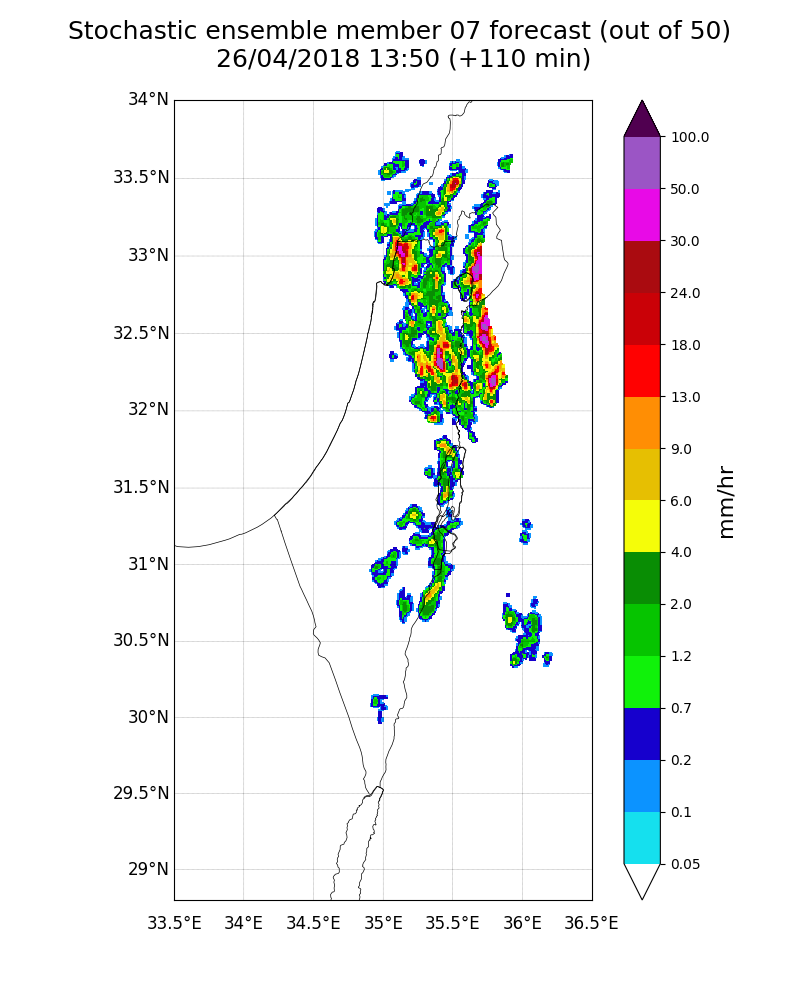 Stochastic ensemble member 07 forecast (out of 50)
26/04/2018 13:50 (+110 min)
34°N
33.5°N
33°N
32.5°N
32°N
31.5°N
31°N
30.5°N
30°N
29.5°N
29°N
33.5°E 34°E 34.5°E 35°E 35.5°E 36°E 36.5°E
100.0
50.0
30.0
24.0
18.0
13.0
9.0
6.0
4.0
2.0
1.2
0.7
0.2
0.1
0.05
mm/hr